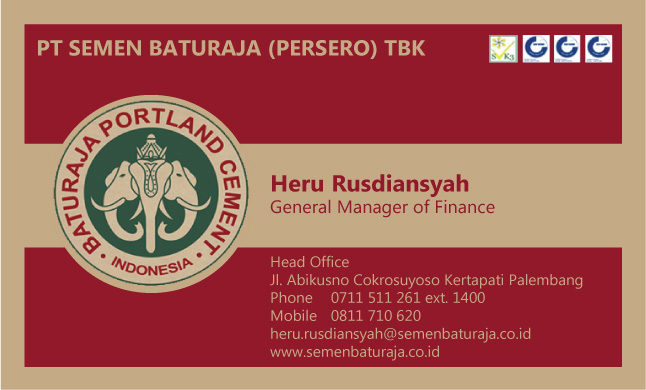 PT SEMEN BATURAJA (PERSERO) TBK
BATURAJA PORTLAND CEMENT
INDONESIA
Heru Rusdiansyah
General Manager of Finance
Head Office
Jl. Abikusno Cokrosuyoso Kertapati Palembang
Phone 0711 511 261 ext. 1400
Mobile 0811 710 620
heru.rusdiansyah@semenbaturaja.co.id
www.semenbaturaja.co.id